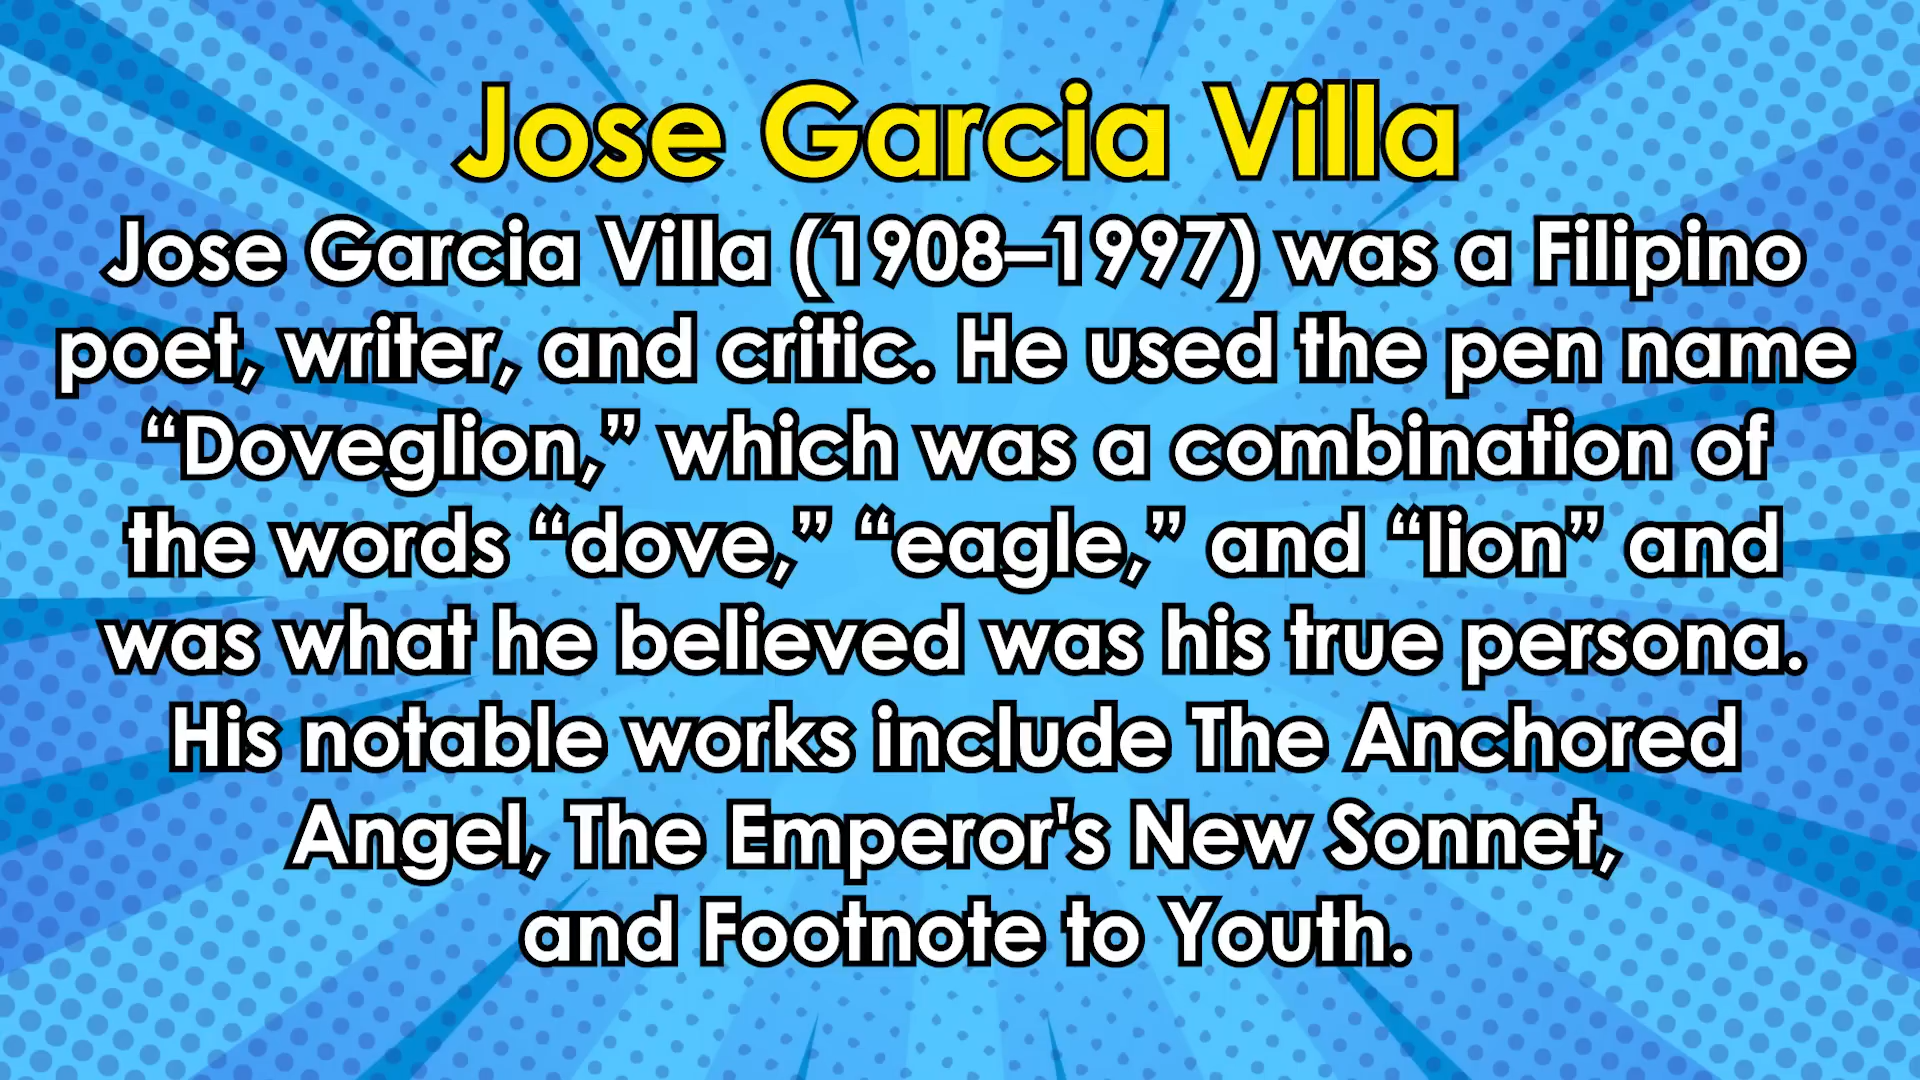 Jose Garcia Villa
Jose Garcia Villa (1908–1997) was a Filipino
poet, writer, and critic. He used the pen name
“Doveglion,” which was a combination of
the words “dove,” “eagle,” and “lion” and
was what he believed was his true persona.
His notable works include The Anchored
Angel, The Emperor's New Sonnet,
and Footnote to Youth.